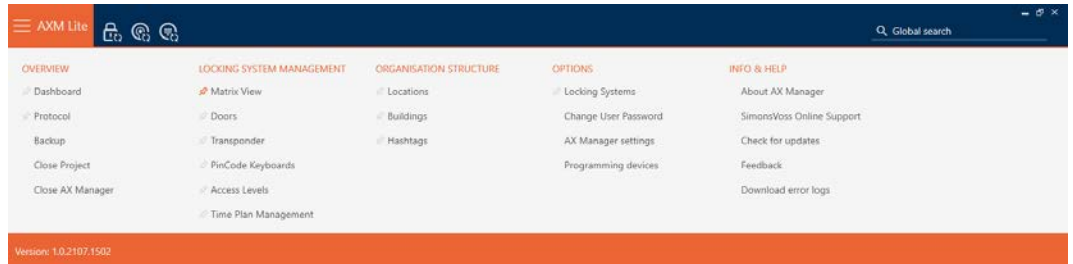 AXM Lite
Global search
OVERVIEW
Dashboard
Protocol
Backup
Close Project
Close AX Manager
LOCKING SYSTEM MANAGEMENT
Matrix View
Doors
Transponder
PinCode Keyboards
Access Levels
Time Plan Management
ORGANISATION STRUCTURE
Locations
Buildings
Hashtags
OPTIONS
Locking Systems
Change User Password
AX Manager settings
Programming devices
INFO & HELP
About AX Manager
SimonsVoss Online Support
Check for updates
Feedback
Download error logs
Version: 1.0.2107.1502